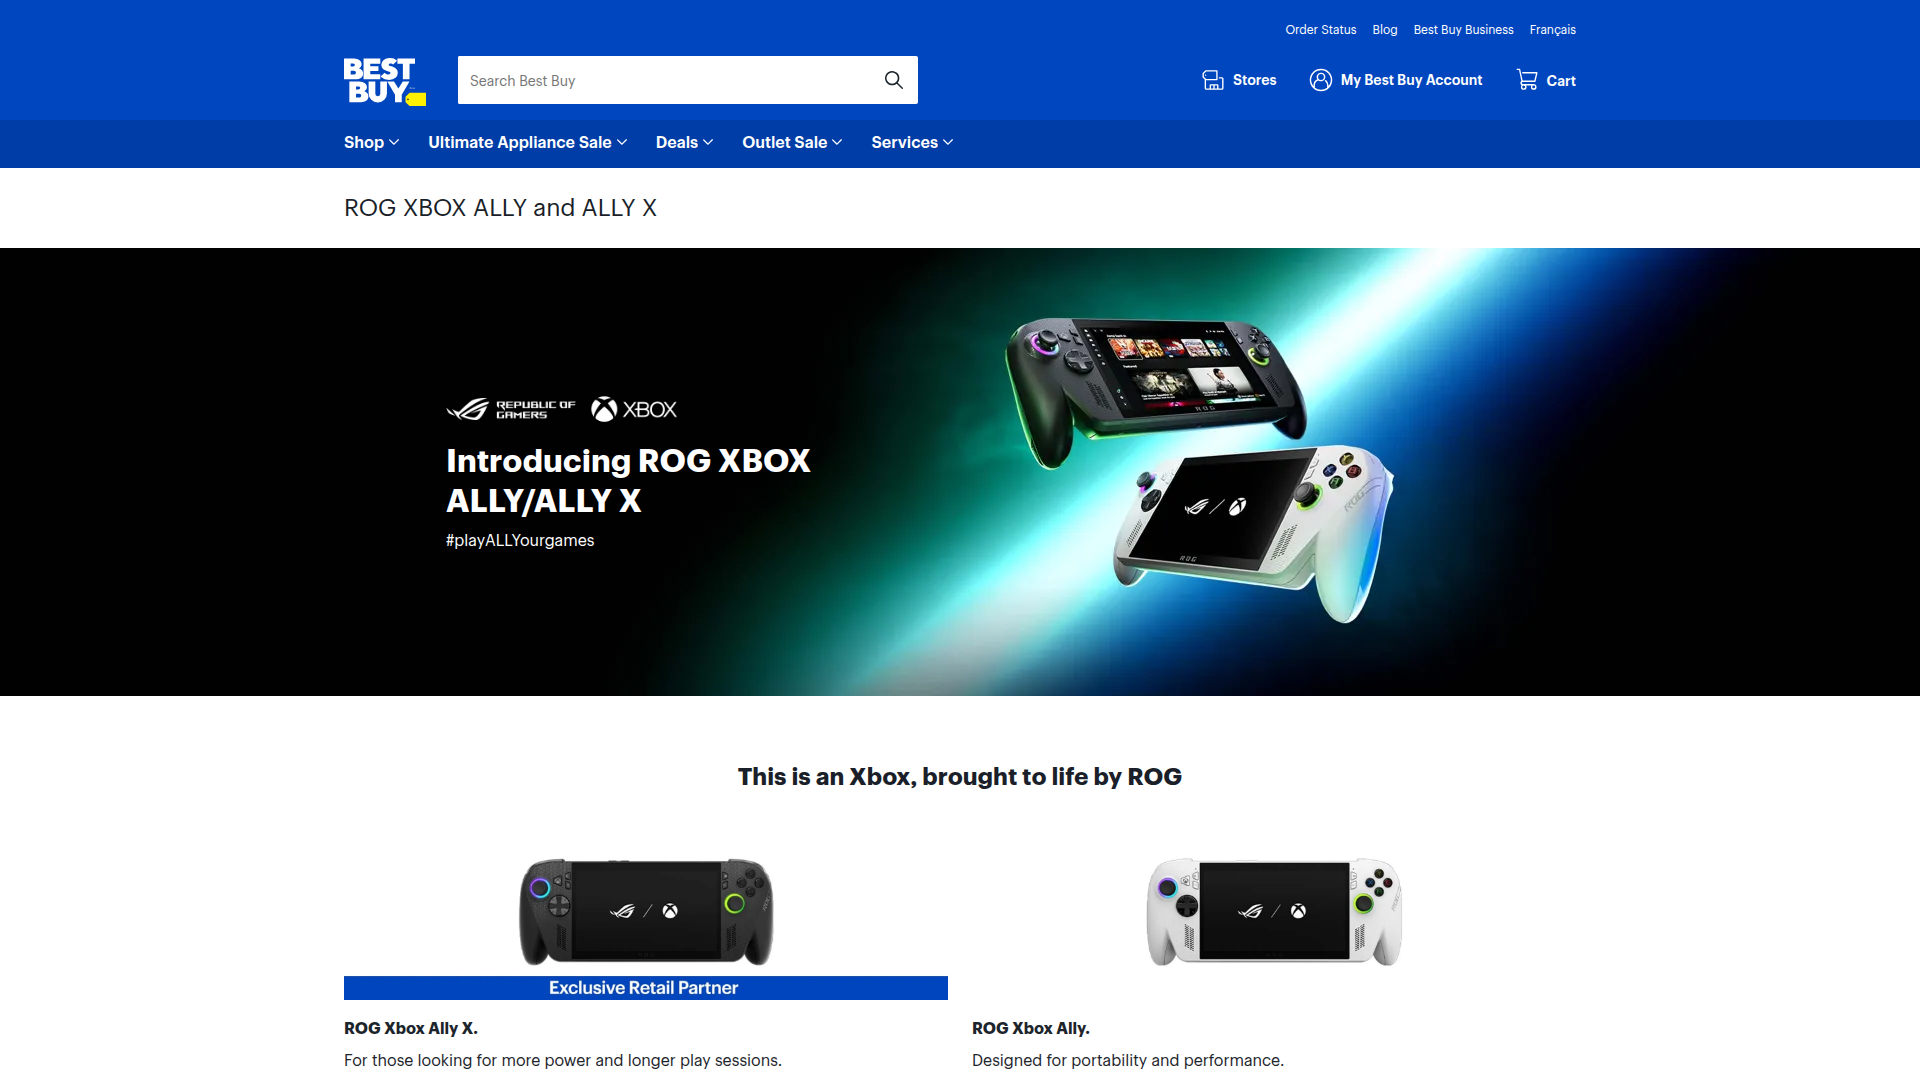 Order Status Blog Best Buy Business Français
BEST
BUY
Search Best Buy
Stores My Best Buy Account Cart
Shop Ultimate Appliance Sale Deals Outlet Sale Services
ROG XBOX ALLY and ALLY X
REPUBLIC OF
GAMERS
XBOX
Introducing ROG XBOX
ALLY/ALLY X
#playALLYourgames
ROG
ROG
ROG
This is an Xbox, brought to life by ROG
Exclusive Retail Partner
ROG Xbox Ally X.
For those looking for more power and longer play sessions.
ROG Xbox Ally.
Designed for portability and performance.